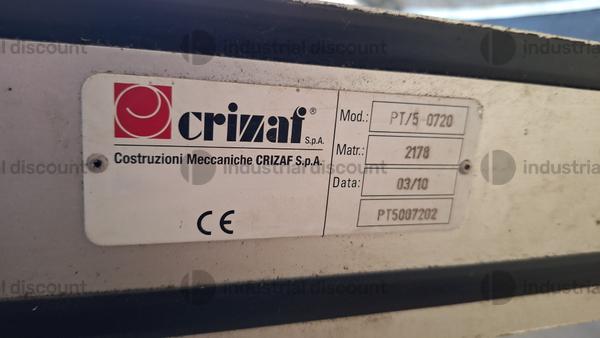 crizaf®
S.p.A.
Costruzioni Meccaniche CRIZAF S.p.A.
CE
Mod.: PT/5 0720
Matr.: 2178
Data: 03/10
PT5007202
industrial discount
industrial discount
industrial discount
industrial discount
industrial discount
industrial discount